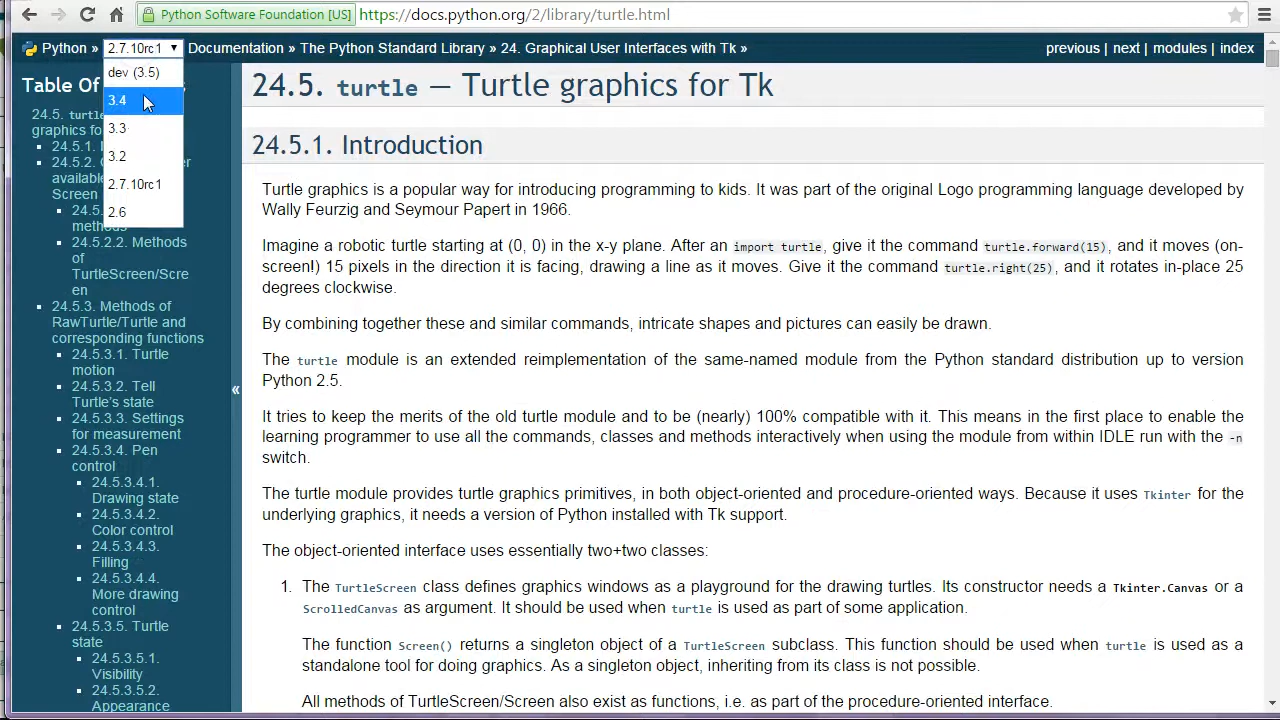 Python Software Foundation [US] https://docs.python.org/2/library/turtle.html
Python » 2.7.10rc1 Documentation » The Python Standard Library » 24. Graphical User Interfaces with Tk » previous | next | modules | index
dev (3.5)
3.4
3.3
3.2
2.7.10rc1
2.6
Table Of
24.5. turtle
graphics fo
24.5.1.
24.5.2.
availab
Screen
24.5.
methods
24.5.2.2. Methods
of
TurtleScreen/Scre
en
24.5.3. Methods of
RawTurtle/Turtle and
corresponding functions
24.5.3.1. Turtle
motion
24.5.3.2. Tell
Turtle's state
24.5.3.3. Settings
for measurement
24.5.3.4. Pen
control
24.5.3.4.1.
Drawing state
24.5.3.4.2.
Color control
24.5.3.4.3.
Filling
24.5.3.4.4.
More drawing
control
24.5.3.5. Turtle
state
24.5.3.5.1.
Visibility
24.5.3.5.2.
Appearance
«
24.5. turtle — Turtle graphics for Tk
24.5.1. Introduction
Turtle graphics is a popular way for introducing programming to kids. It was part of the original Logo programming language developed by
Wally Feurzig and Seymour Papert in 1966.
Imagine a robotic turtle starting at (0, 0) in the x-y plane. After an import turtle, give it the command turtle.forward(15), and it moves (on-
screen!) 15 pixels in the direction it is facing, drawing a line as it moves. Give it the command turtle.right(25), and it rotates in-place 25
degrees clockwise.
By combining together these and similar commands, intricate shapes and pictures can easily be drawn.
The turtle module is an extended reimplementation of the same-named module from the Python standard distribution up to version
Python 2.5.
It tries to keep the merits of the old turtle module and to be (nearly) 100% compatible with it. This means in the first place to enable the
learning programmer to use all the commands, classes and methods interactively when using the module from within IDLE run with the -n
switch.
The turtle module provides turtle graphics primitives, in both object-oriented and procedure-oriented ways. Because it uses Tkinter for the
underlying graphics, it needs a version of Python installed with Tk support.
The object-oriented interface uses essentially two+two classes:
1. The TurtleScreen class defines graphics windows as a playground for the drawing turtles. Its constructor needs a Tkinter.Canvas or a
ScrolledCanvas as argument. It should be used when turtle is used as part of some application.
The function Screen() returns a singleton object of a TurtleScreen subclass. This function should be used when turtle is used as a
standalone tool for doing graphics. As a singleton object, inheriting from its class is not possible.
All methods of TurtleScreen/Screen also exist as functions, i.e. as part of the procedure-oriented interface.